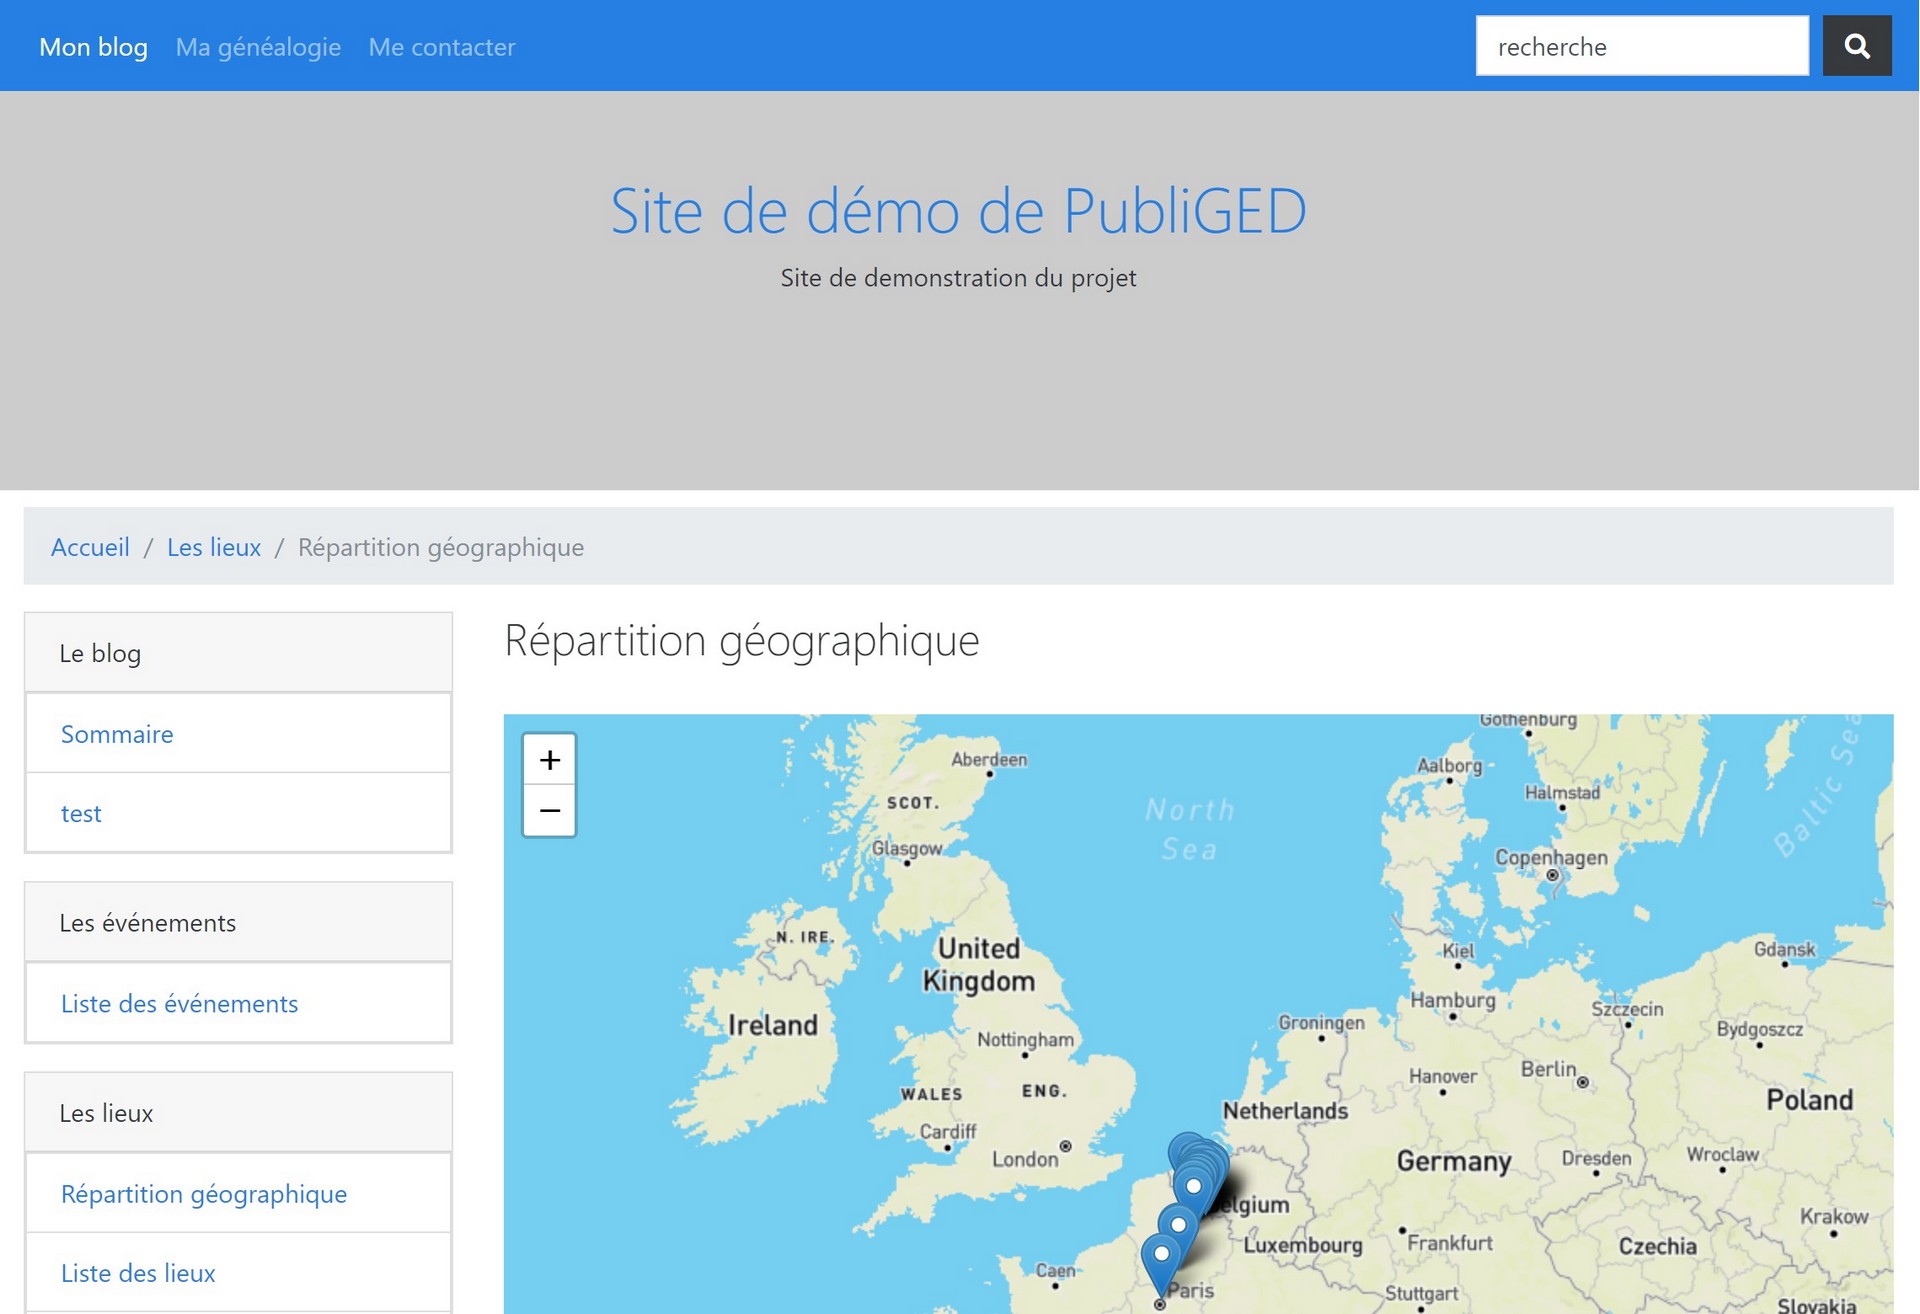 Mon blog Ma généalogie Me contacter recherche
Site de démo de PubliGED
Site de demonstration du projet
Accueil / Les lieux / Répartition géographique
Le blog
Sommaire
test
Les événements
Liste des événements
Les lieux
Répartition géographique
Liste des lieux
Répartition géographique
+
−
Gothenburg
Aberdeen
Aalborg
Halmstad
SCOT.
North
Sea
Baltic Sea
Glasgow
Copenhagen
N. IRE.
United
Kingdom
Kiel
Gdansk
Hamburg
Szczecin
Ireland
Groningen
Bydgoszcz
Nottingham
Berlin
Hanover
WALES
ENG.
Netherlands
Poland
Cardiff
London
Germany
Dresden
Wroclaw
elgium
Krakow
Luxembourg
Frankfurt
Czechia
Caen
Paris
Stuttgart
Slovakia